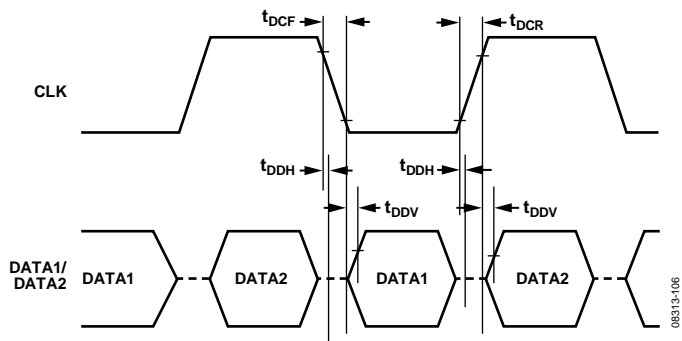 tDCF
tDCR
CLK
tDDH
tDDH
tDDV
tDDV
DATA1/
DATA2
DATA1
DATA2
DATA1
DATA2
08313-106